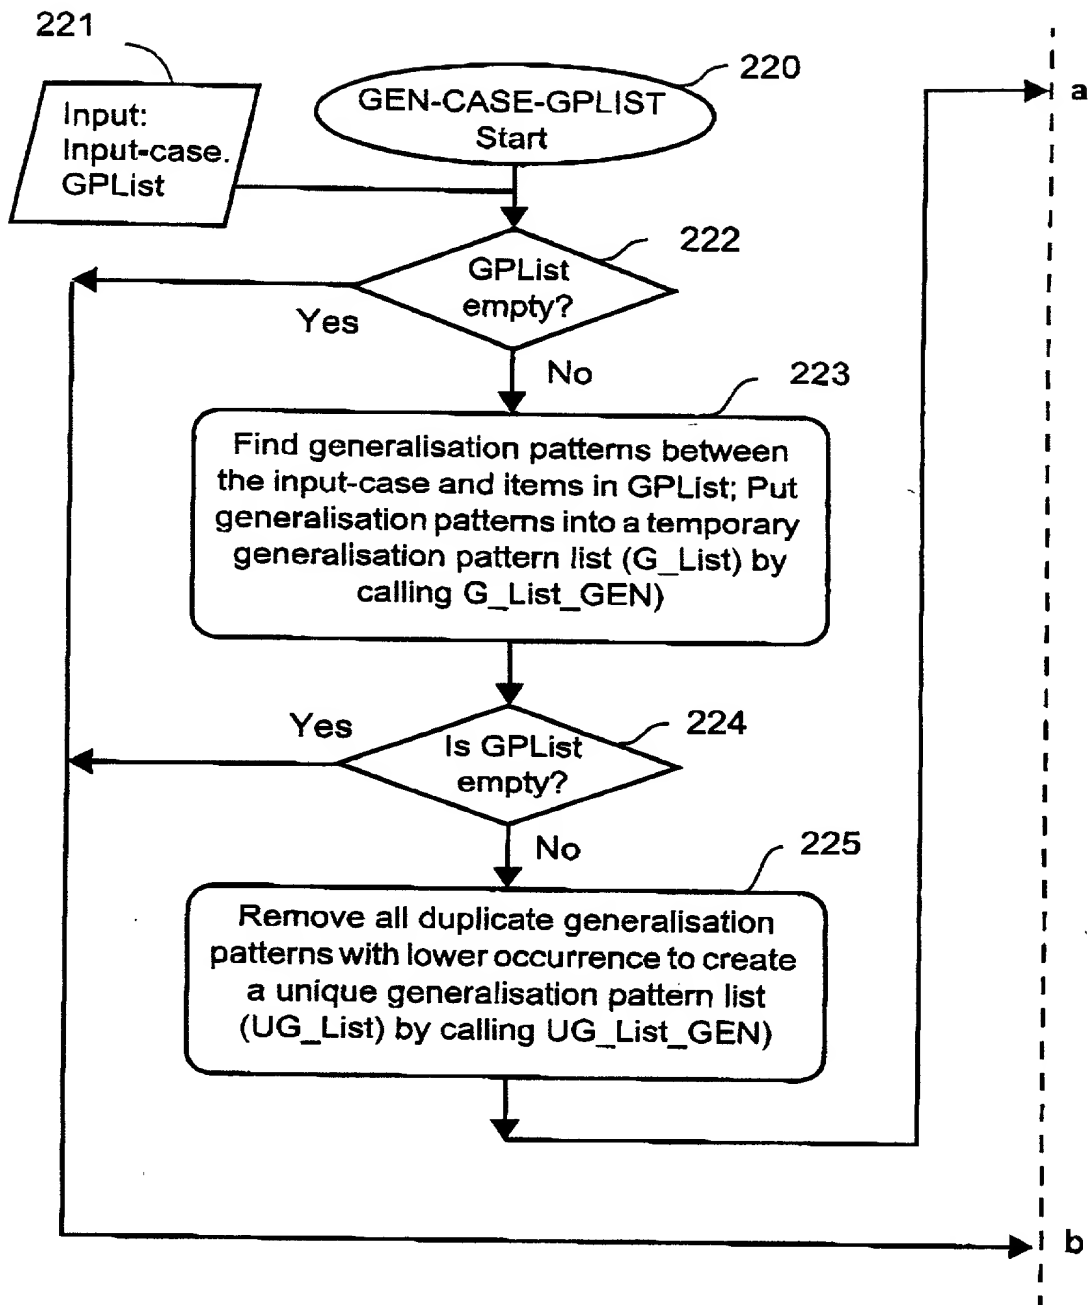 221
220
a
Input:
Input-case.
GPList
GEN-CASE-GPLIST
Start
222
GPList
empty?
Yes
No
223
Find generalisation patterns between
the input-case and items in GPList; Put
generalisation patterns into a temporary
generalisation pattern list (G_List) by
calling G_List_GEN)
Yes
224
Is GPList
empty?
No
225
Remove all duplicate generalisation
patterns with lower occurrence to create
a unique generalisation pattern list
(UG_List) by calling UG_List_GEN)
b